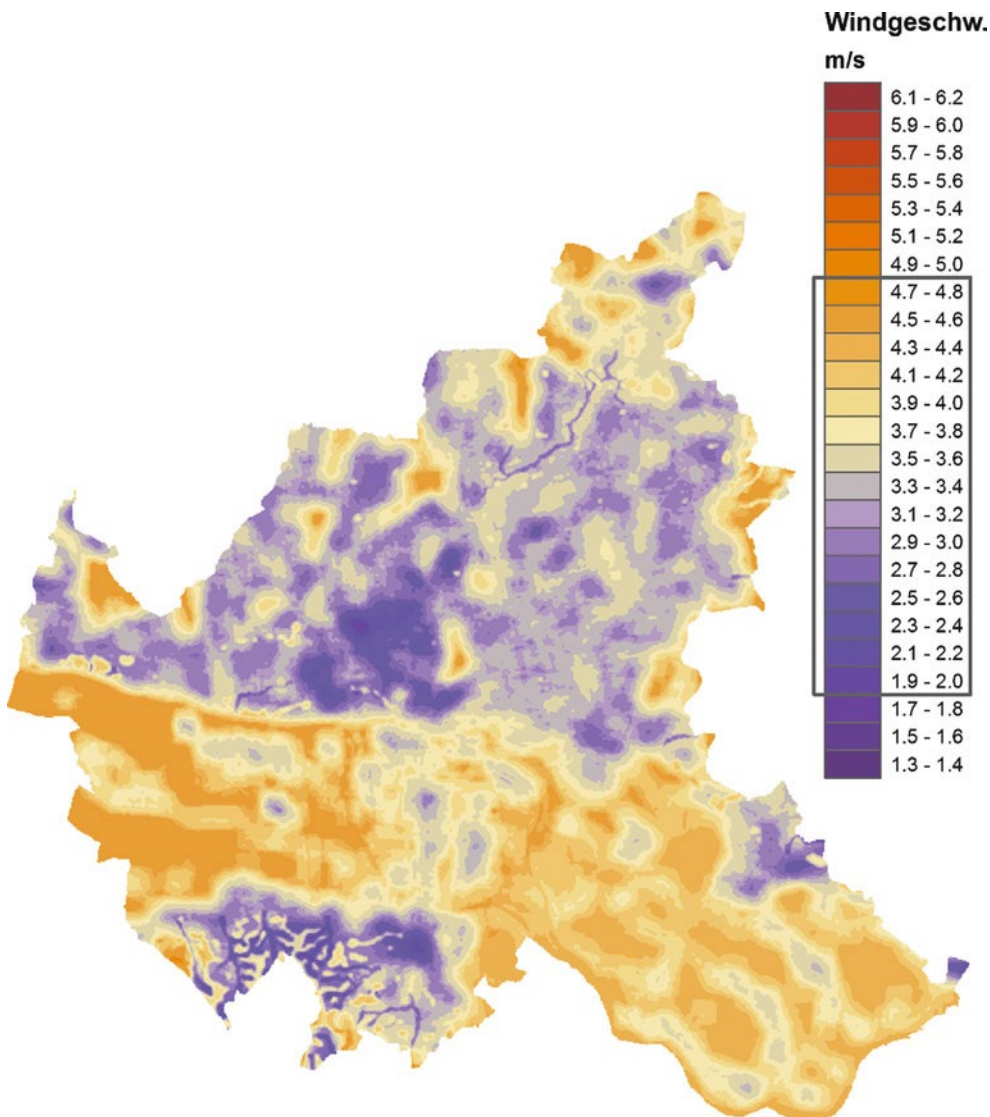 Windgeschw.
m/s
6.1 - 6.2
5.9 - 6.0
5.7 - 5.8
5.5 - 5.6
5.3 - 5.4
5.1 - 5.2
4.9 - 5.0
4.7 - 4.8
4.5 - 4.6
4.3 - 4.4
4.1 - 4.2
3.9 - 4.0
3.7 - 3.8
3.5 - 3.6
3.3 - 3.4
3.1 - 3.2
2.9 - 3.0
2.7 - 2.8
2.5 - 2.6
2.3 - 2.4
2.1 - 2.2
1.9 - 2.0
1.7 - 1.8
1.5 - 1.6
1.3 - 1.4